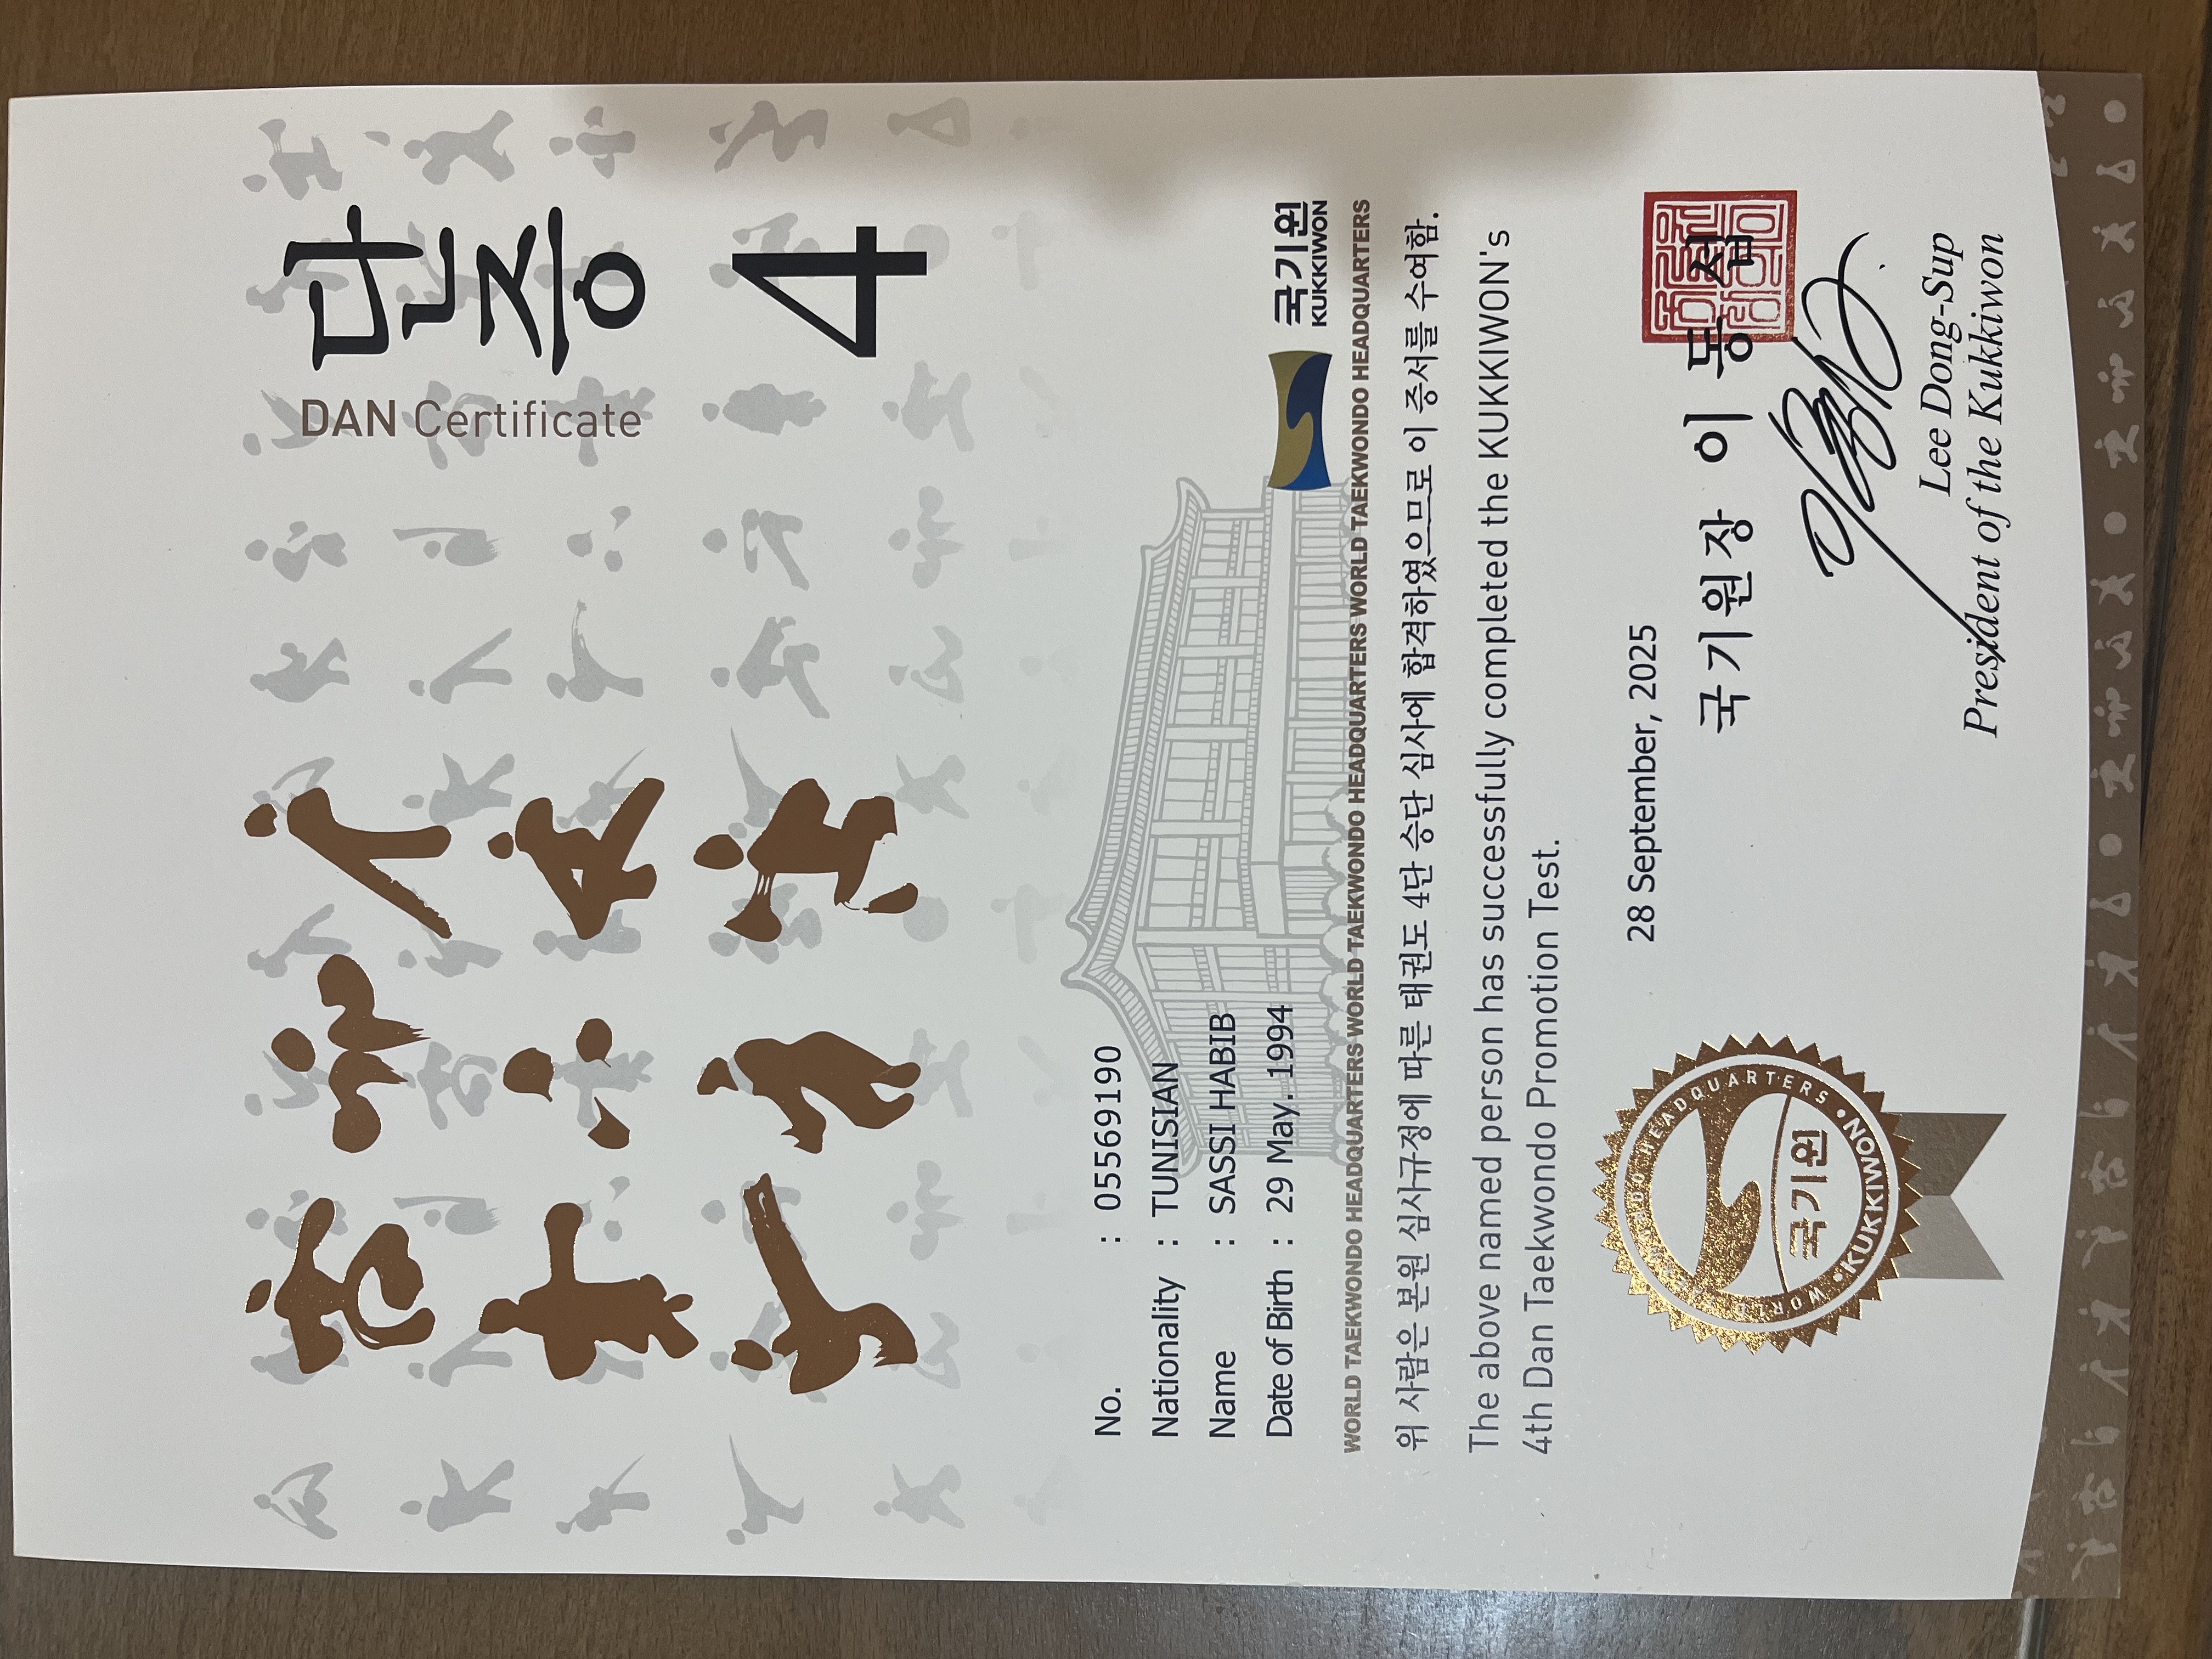 단증
DAN Certificate
4
No. : 05569190
Nationality : TUNISIAN
Name : SASSI HABIB
Date of Birth : 29 May. 1994
국기원
KUKKIWON
WORLD TAEKWONDO HEADQUARTERS WORLD TAEKWONDO HEADQUARTERS WORLD TAEKWONDO HEADQUARTERS WORLD TAEKWONDO HEADQUARTERS
위 사람은 본원 심사규정에 따른 태권도 4단 승단 심사에 합격하였으므로 이 증서를 수여함.
The above named person has successfully completed the KUKKIWON's
4th Dan Taekwondo Promotion Test.
28 September, 2025
국기원장 이 동 섭
Lee Dong-Sup
President of the Kukkiwon
WORLD TAEKWONDO HEADQUARTERS • KUKKIWON •
국기원